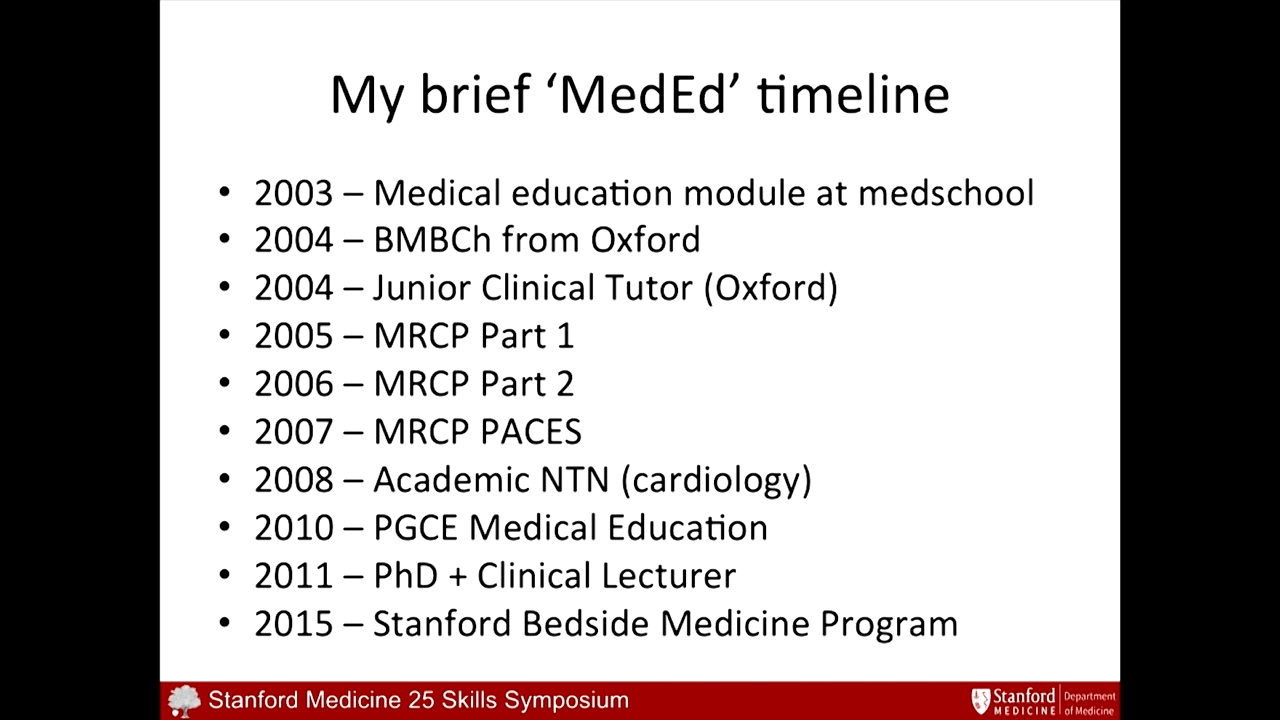 My brief ‘MedEd’ timeline
• 2003 – Medical education module at medschool
• 2004 – BMBCh from Oxford
• 2004 – Junior Clinical Tutor (Oxford)
• 2005 – MRCP Part 1
• 2006 – MRCP Part 2
• 2007 – MRCP PACES
• 2008 – Academic NTN (cardiology)
• 2010 – PGCE Medical Education
• 2011 – PhD + Clinical Lecturer
• 2015 – Stanford Bedside Medicine Program
Stanford Medicine 25 Skills Symposium
Stanford
MEDICINE
Department
of Medicine